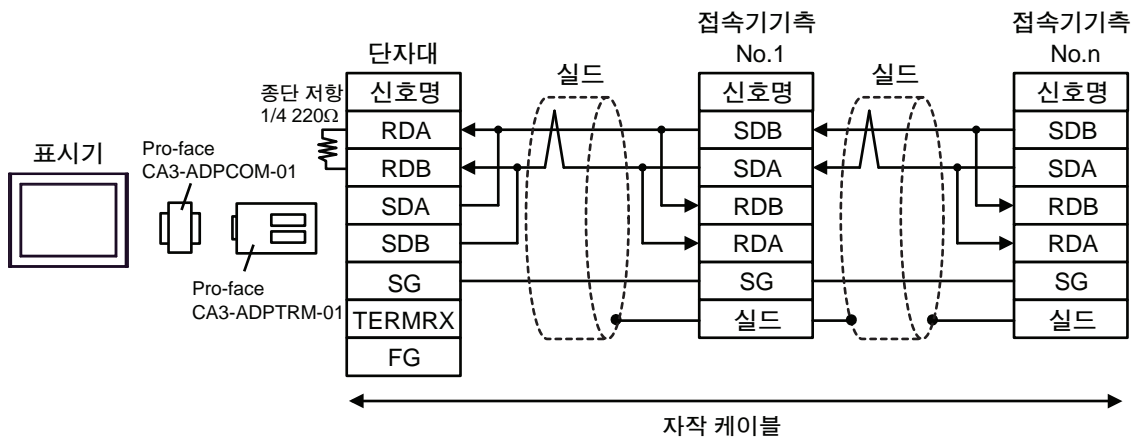 표시기
Pro-face
CA3-ADPCOM-01
Pro-face
CA3-ADPTRM-01
종단 저항
1/4 220Ω
단자대
신호명
RDA
RDB
SDA
SDB
SG
TERMRX
FG
실드
접속기기측
No.1
신호명
SDB
SDA
RDB
RDA
SG
실드
실드
접속기기측
No.n
신호명
SDB
SDA
RDB
RDA
SG
실드
자작 케이블